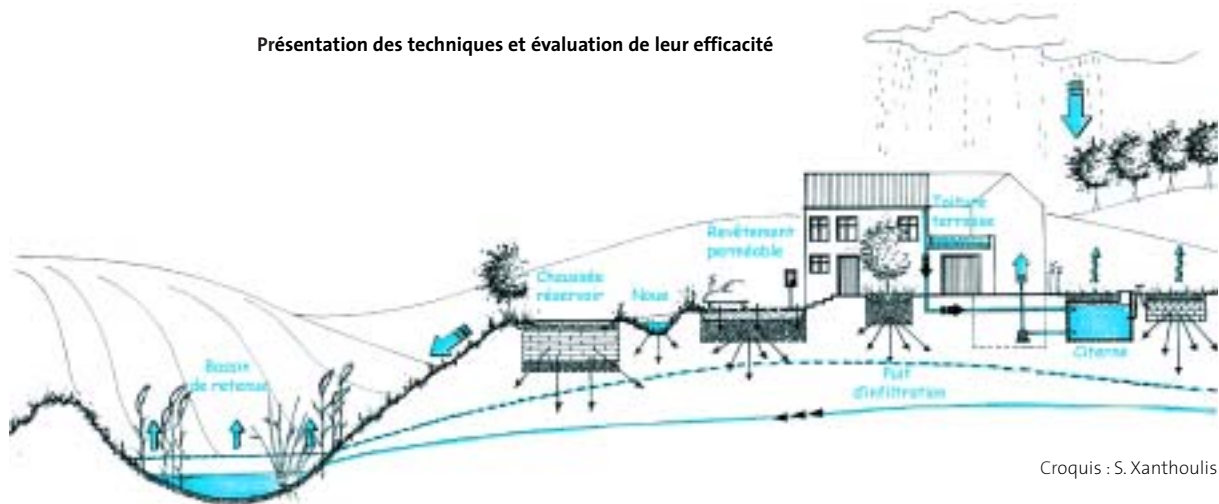 Présentation des techniques et évaluation de leur efficacité
Toiture
terrasse
Revêtement
perméable
Chaussée
réservoir
Noue
Bassin
de retenue
Citerne
Puit
d'infiltration
Croquis : S. Xanthoulis